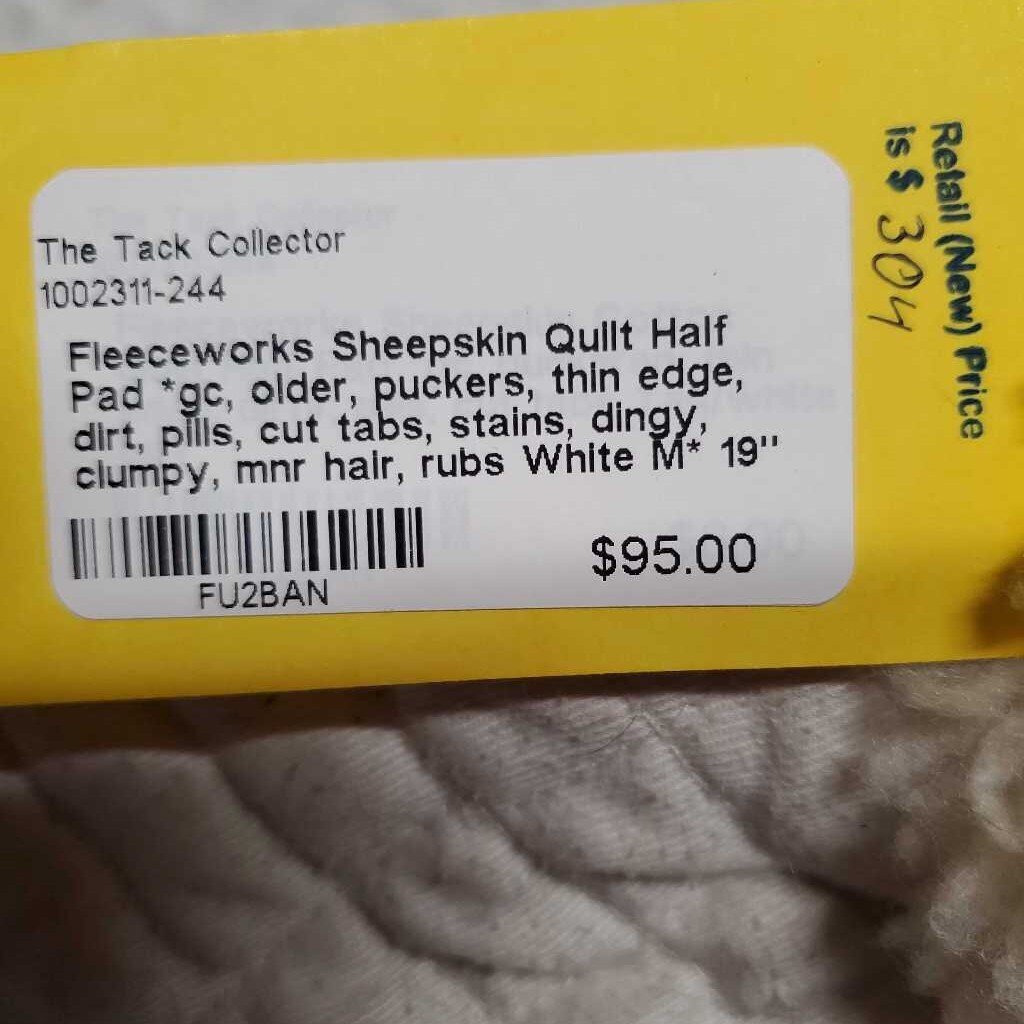 The Tack Collector
1002311-244
Fleeceworks Sheepskin Quilt Half
Pad *gc, older, puckers, thin edge,
dirt, pills, cut tabs, stains, dingy,
clumpy, mnr hair, rubs White M* 19"
$95.00
FU2BAN
Retail (New) Price
is $ 304